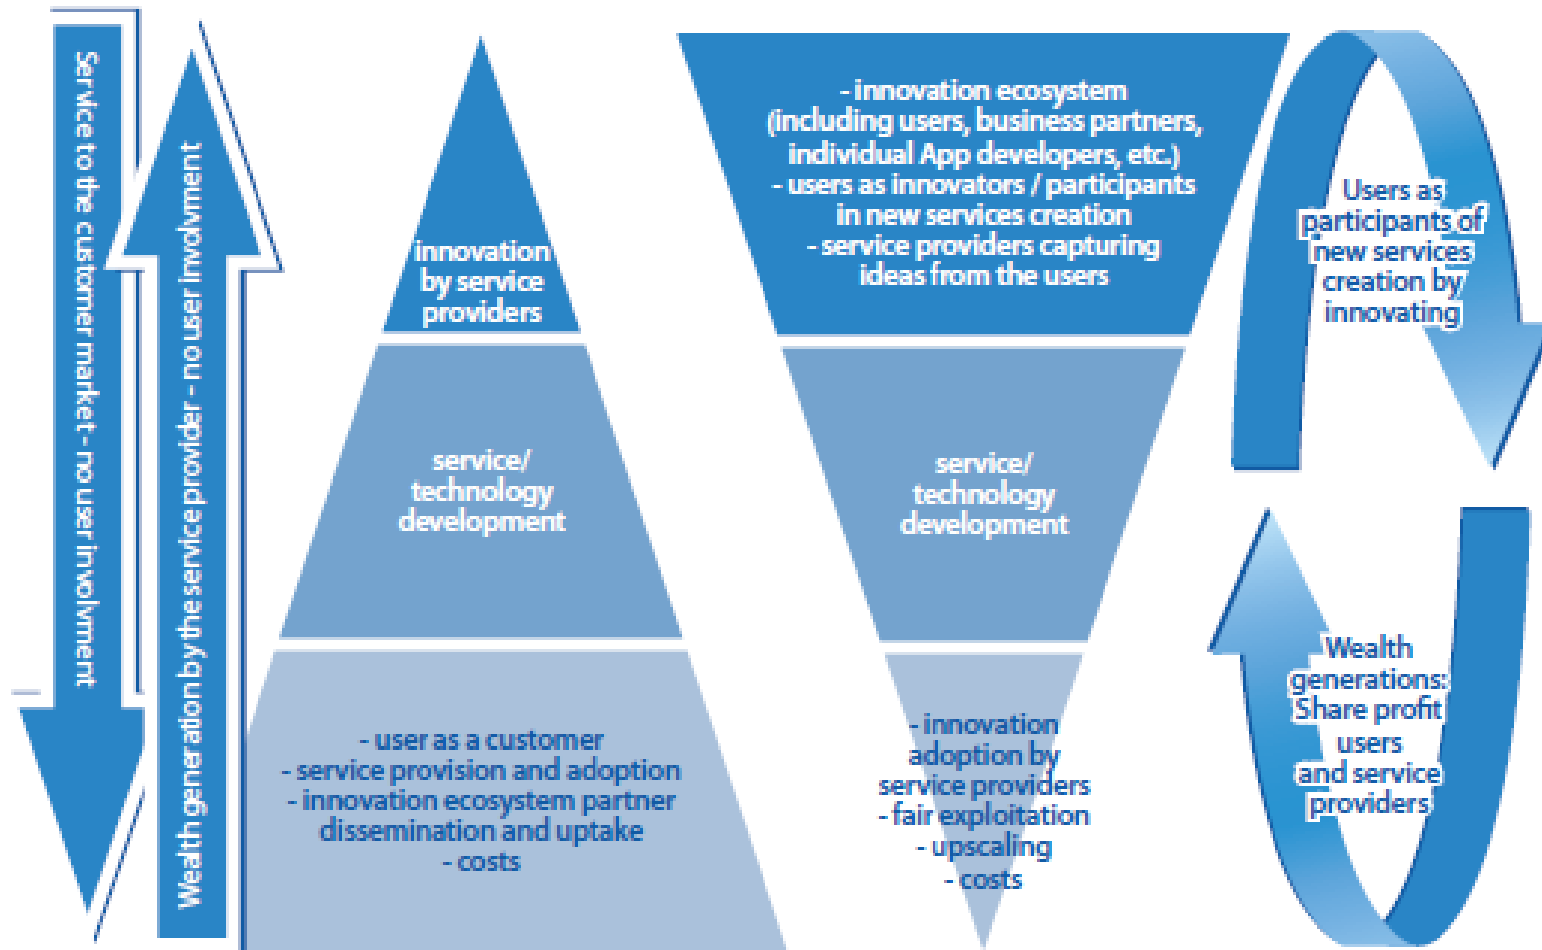 Service to the customer market - no user involvment
Wealth generation by the service provider - no user involvment
innovation
by service
providers
service/
technology
development
- user as a customer
- service provision and adoption
- innovation ecosystem partner
dissemination and uptake
- costs
- innovation ecosystem
(including users, business partners,
individual App developers, etc.)
- users as innovators / participants
in new services creation
- service providers capturing
ideas from the users
service/
technology
development
- innovation
adoption by
service providers
- fair exploitation
- upscaling
- costs
Users as
participants of
new services
creation by
innovating
Wealth
generations:
Share profit
users
and service
providers